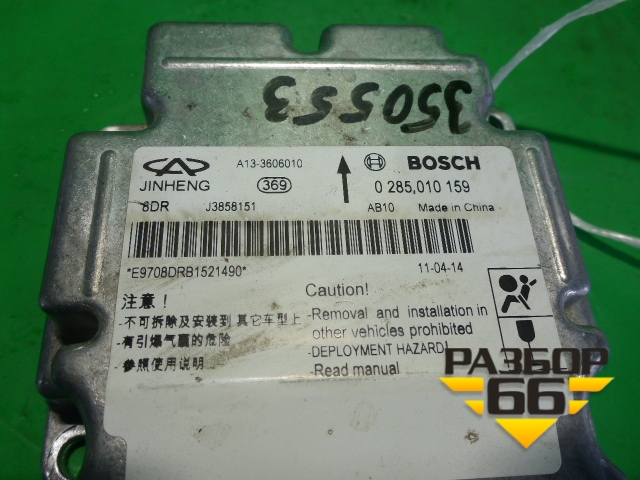 350553
A13-3606010
BOSCH
JINHENG
369
0 285 010 159
8DR
J3858151
AB10
Made in China
*E9708DRB1521490*
11-04-14
注意！
-不可拆除及安装到 其它车型上
-有引爆气囊的危险
-参照使用说明
Caution!
-Removal and installation in
other vehicles prohibited
-DEPLOYMENT HAZARD!
-Read manual
РАЗБОР
66